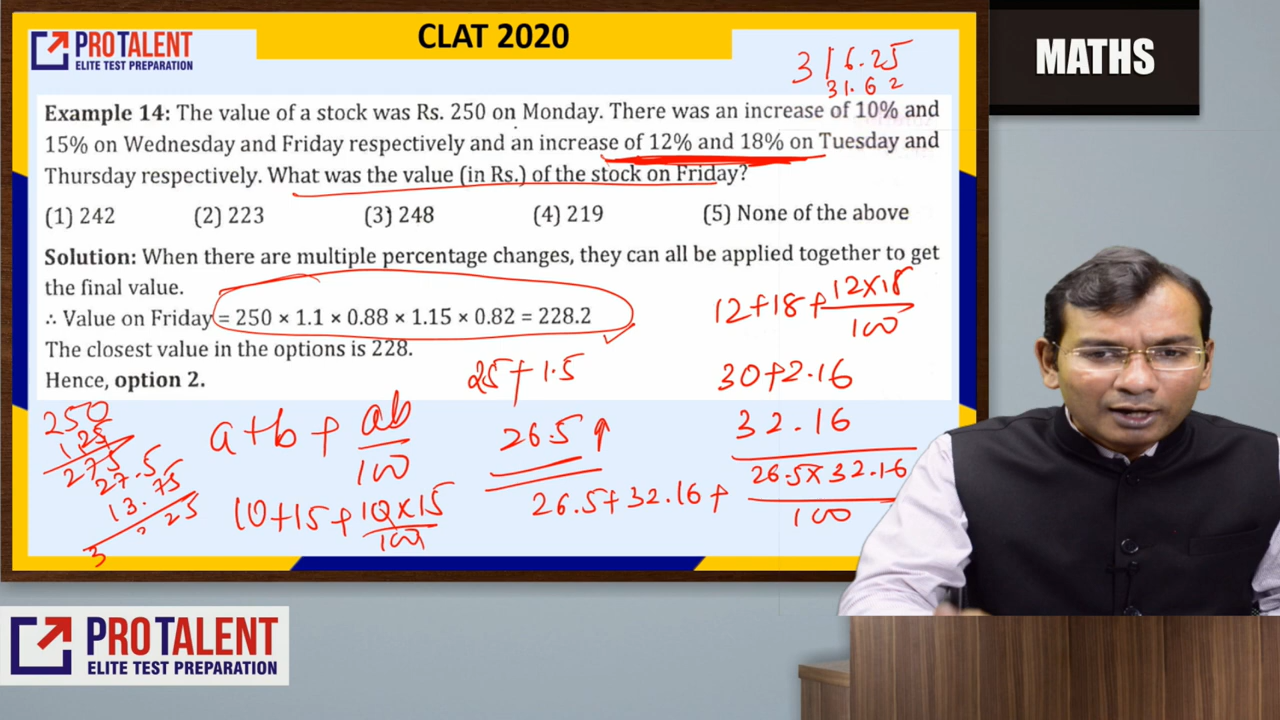 PROTALENT
ELITE TEST PREPARATION
CLAT 2020
MATHS
316.25
31.62
Example 14: The value of a stock was Rs. 250 on Monday. There was an increase of 10% and
15% on Wednesday and Friday respectively and an increase of 12% and 18% on Tuesday and
Thursday respectively. What was the value (in Rs.) of the stock on Friday?
(1) 242 (2) 223 (3) 248 (4) 219 (5) None of the above
Solution: When there are multiple percentage changes, they can all be applied together to get
the final value.
∴ Value on Friday = 250 × 1.1 × 0.88 × 1.15 × 0.82 = 228.2
The closest value in the options is 228.
Hence, option 2.
12+18+12×18/100
30+2.16
32.16
26.5×32.16/100
25+1.5
26.5↑
26.5+32.16+
a+b+ab/100
10+15+10×15/100
250
125
275
27.5
13.75
PROTALENT
ELITE TEST PREPARATION